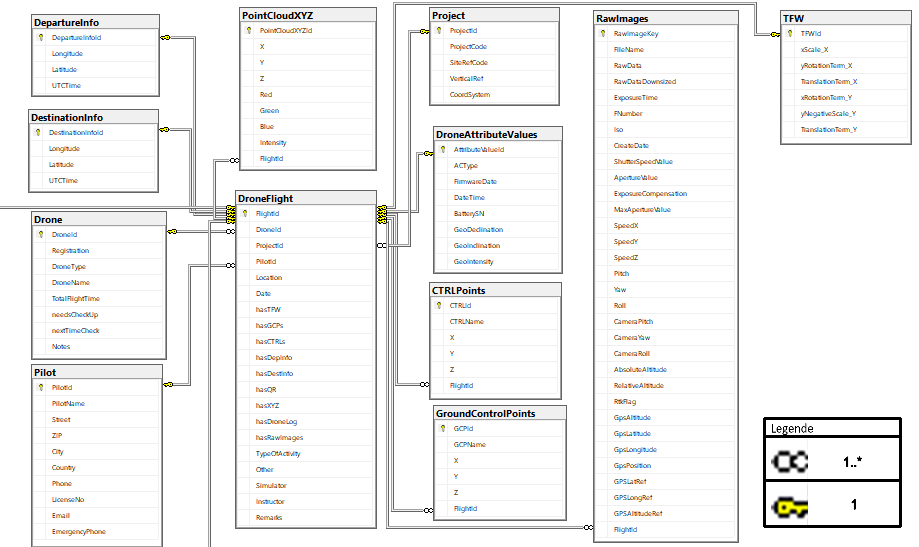 DepartureInfo
DepartureInfoId
Longitude
Latitude
UTCTime
DestinationInfo
DestinationInfoId
Longitude
Latitude
UTCTime
Drone
DroneId
Registration
DroneType
DroneName
TotalFlightTime
needsCheckUp
nextTimeCheck
Notes
Pilot
PilotId
PilotName
Street
ZIP
City
Country
Phone
LicenseNo
Email
EmergencyPhone
PointCloudXYZ
PointCloudXYZId
X
Y
Z
Red
Green
Blue
Intensity
FlightId
DroneFlight
FlightId
DroneId
ProjectId
PilotId
Location
Date
hasTFW
hasGCPs
hasCTRLs
hasDepInfo
hasDestInfo
hasQR
hasXYZ
hasDroneLog
hasRawImages
TypeOfActivity
Other
Simulator
Instructor
Remarks
Project
ProjectId
ProjectCode
SiteRefCode
VerticalRef
CoordSystem
DroneAttributeValues
AttributeValueId
ACType
FirmwareDate
DateTime
BatterySN
GeoDeclination
GeoInclination
GeoIntensity
CTRLPoints
CTRLId
CTRLName
X
Y
Z
FlightId
GroundControlPoints
GCPId
GCPName
X
Y
Z
FlightId
RawImages
RawImageKey
FileName
RawData
RawDataDownsized
ExposureTime
FNumber
Iso
CreateDate
ShutterSpeedValue
ApertureValue
ExposureCompensation
MaxApertureValue
SpeedX
SpeedY
SpeedZ
Pitch
Yaw
Roll
CameraPitch
CameraYaw
CameraRoll
AbsoluteAltitude
RelativeAltitude
RtkFlag
GpsAltitude
GpsLatitude
GpsLongitude
GpsPosition
GPSLatRef
GPSLongRef
GPSAltitudeRef
FlightId
TFW
TFWId
xScale_X
yRotationTerm_X
TranslationTerm_X
xRotationTerm_Y
yNegativeScale_Y
TranslationTerm_Y
Legende
1..*
1